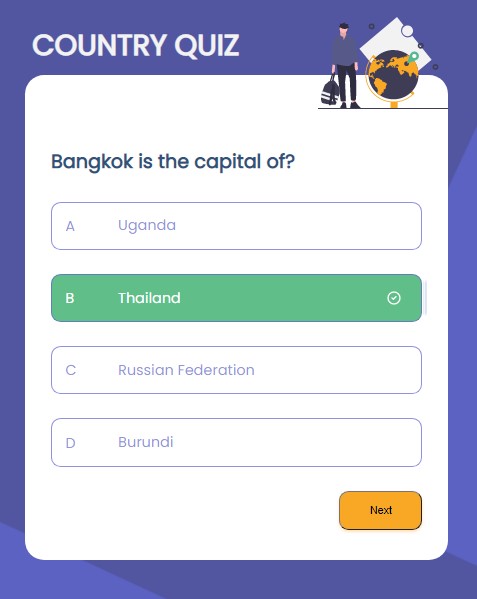 COUNTRY QUIZ
Bangkok is the capital of?
A Uganda
B Thailand
C Russian Federation
D Burundi
Next